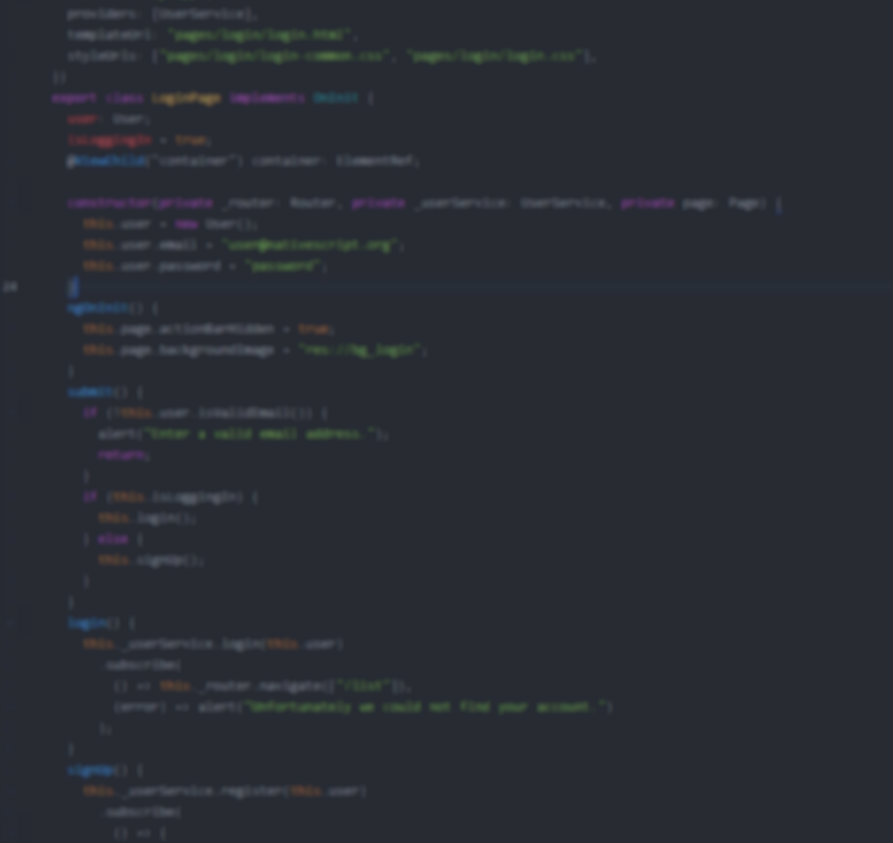 providers: [UserService],
templateUrl: "pages/login/login.html",
styleUrls: ["pages/login/login-common.css", "pages/login/login.css"],
})
export class LoginPage implements OnInit {
user: User;
isLoggingIn = true;
@ViewChild("container") container: ElementRef;
constructor(private _router: Router, private _userService: UserService, private page: Page) {
this.user = new User();
this.user.email = "user@nativescript.org";
this.user.password = "password";
}
ngOnInit() {
this.page.actionBarHidden = true;
this.page.backgroundImage = "res://bg_login";
}
submit() {
if (!this.user.isValidEmail()) {
alert("Enter a valid email address.");
return;
}
if (this.isLoggingIn) {
this.login();
} else {
this.signUp();
}
}
login() {
this._userService.login(this.user)
.subscribe(
() => this._router.navigate(["/list"]),
(error) => alert("Unfortunately we could not find your account.")
);
}
signUp() {
this._userService.register(this.user)
.subscribe(
() => {